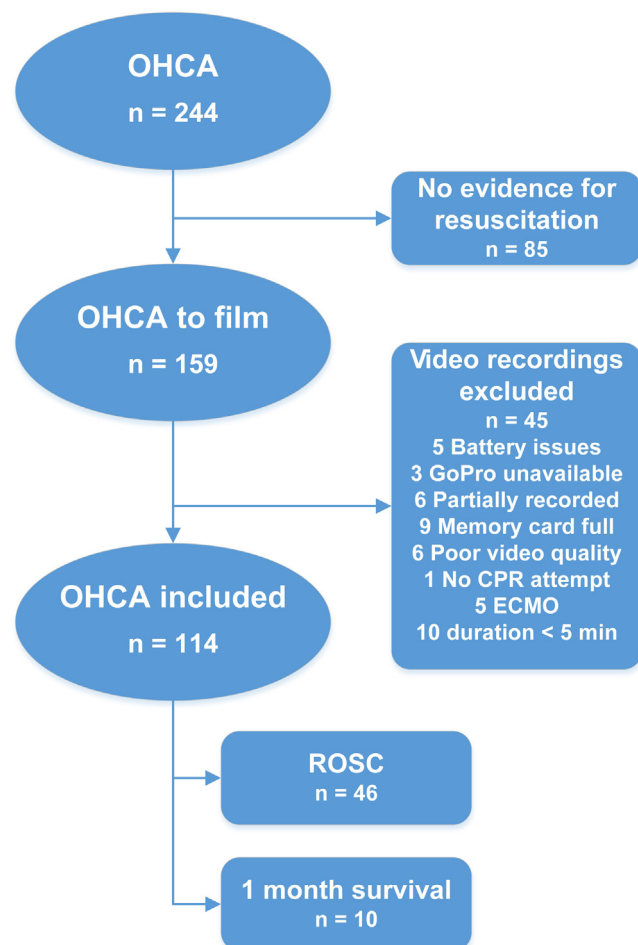 OHCA
n = 244
No evidence for
resuscitation
n = 85
OHCA to film
n = 159
Video recordings
excluded
n = 45
5 Battery issues
3 GoPro unavailable
6 Partially recorded
9 Memory card full
6 Poor video quality
1 No CPR attempt
5 ECMO
10 duration < 5 min
OHCA included
n = 114
ROSC
n = 46
1 month survival
n = 10